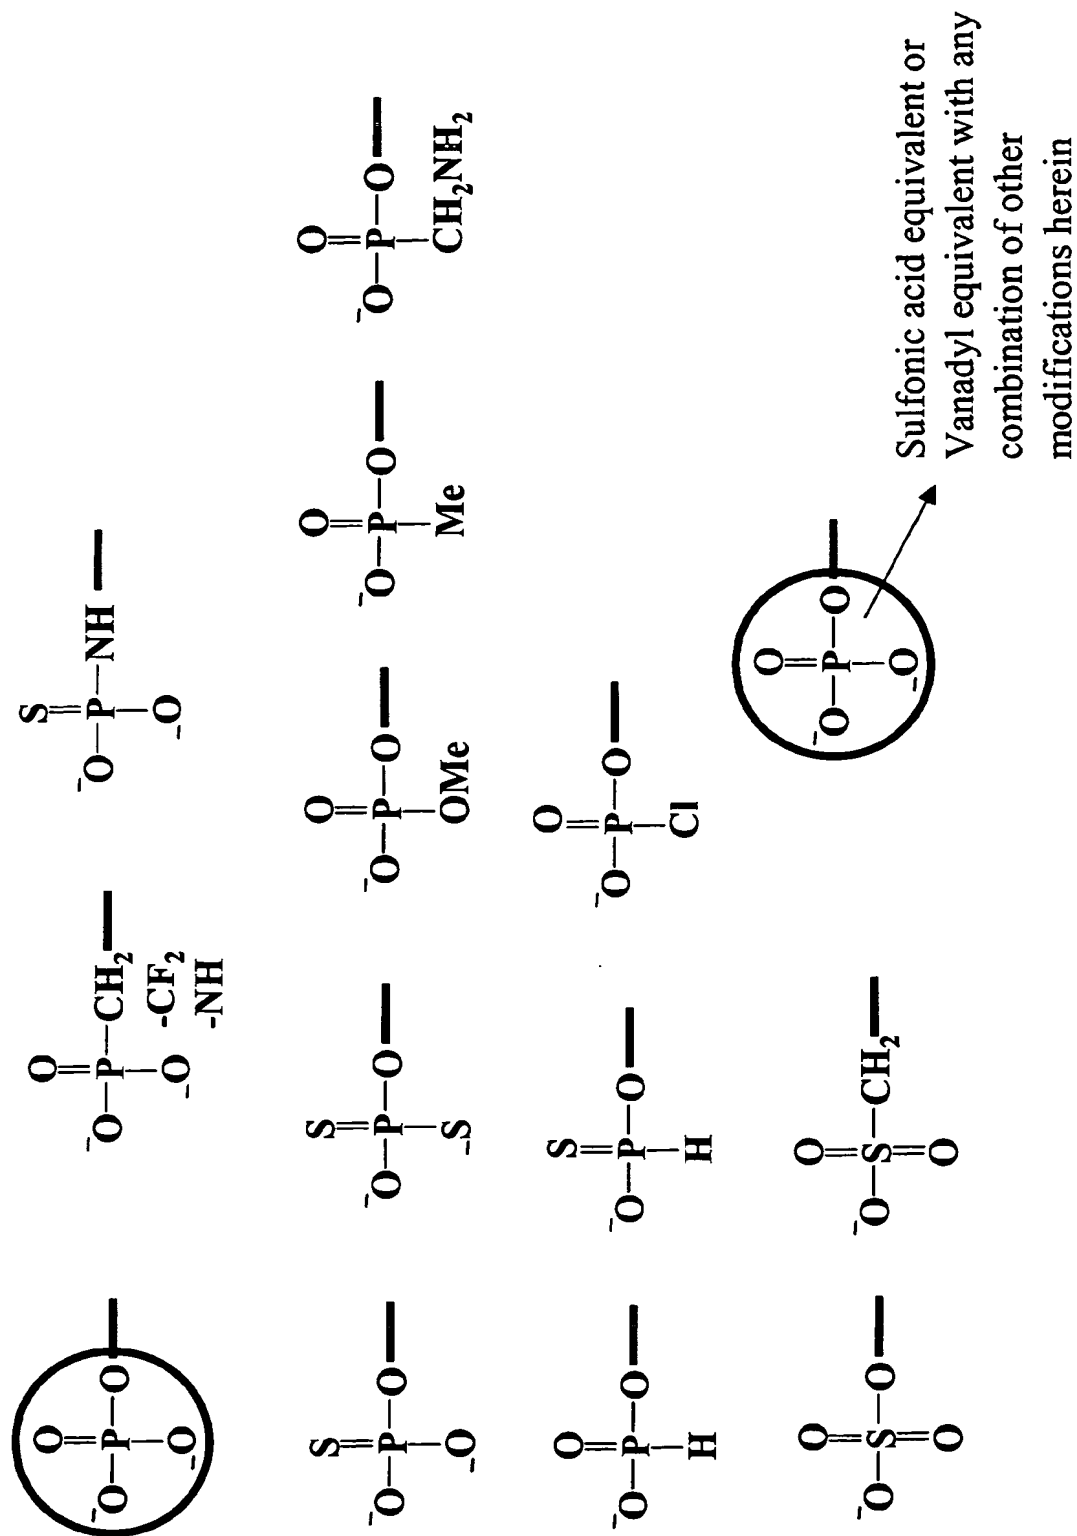 O O S
⁻O–P–O ⁻O–P–CH₂ ⁻O–P–NH
⁻O ⁻O -CF₂ ⁻O
-NH
S S O O O
⁻O–P–O ⁻O–P–O ⁻O–P–O ⁻O–P–O ⁻O–P–O
⁻O ⁻S OMe Me CH₂NH₂
O S O
⁻O–P–O ⁻O–P–O ⁻O–P–O
H H Cl
O O O
⁻O–S–O ⁻O–S–CH₂ ⁻O–P–O
O O ⁻O
Sulfonic acid equivalent or
Vanadyl equivalent with any
combination of other
modifications herein